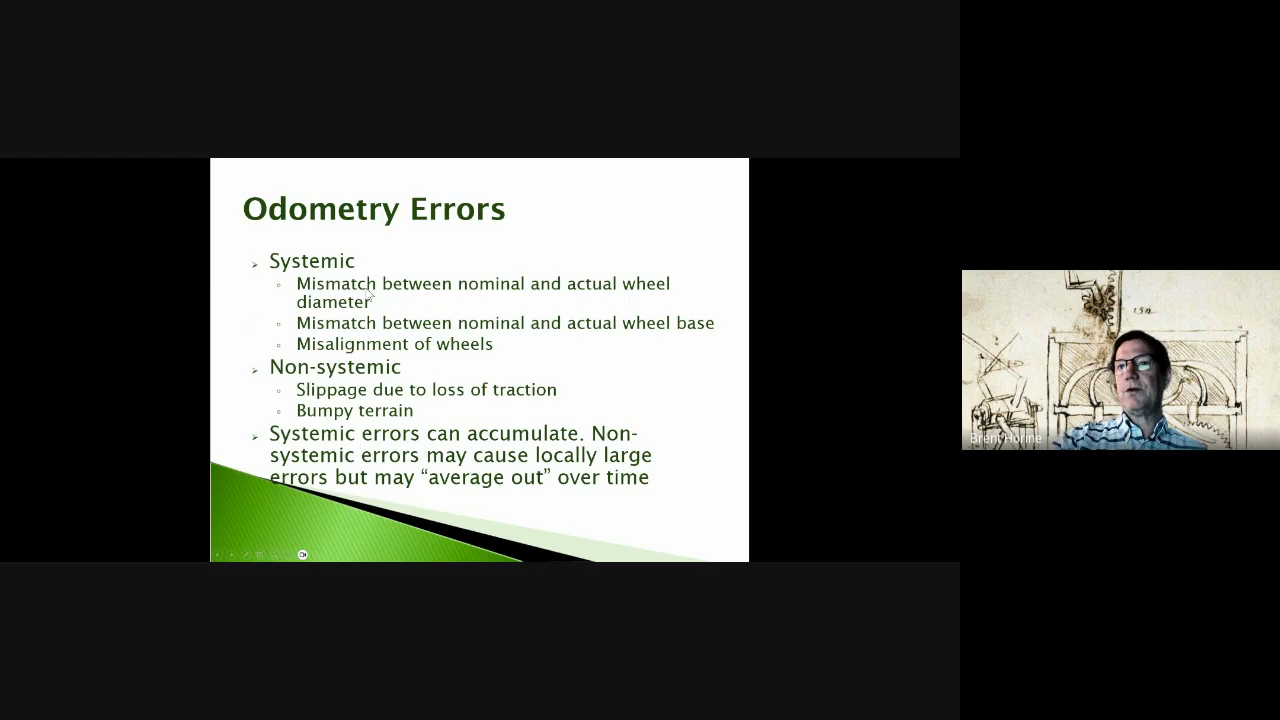 Odometry Errors
Systemic
Mismatch between nominal and actual wheel
diameter
Mismatch between nominal and actual wheel base
Misalignment of wheels
Non-systemic
Slippage due to loss of traction
Bumpy terrain
Systemic errors can accumulate. Non-
systemic errors may cause locally large
errors but may “average out” over time
Brent Horine